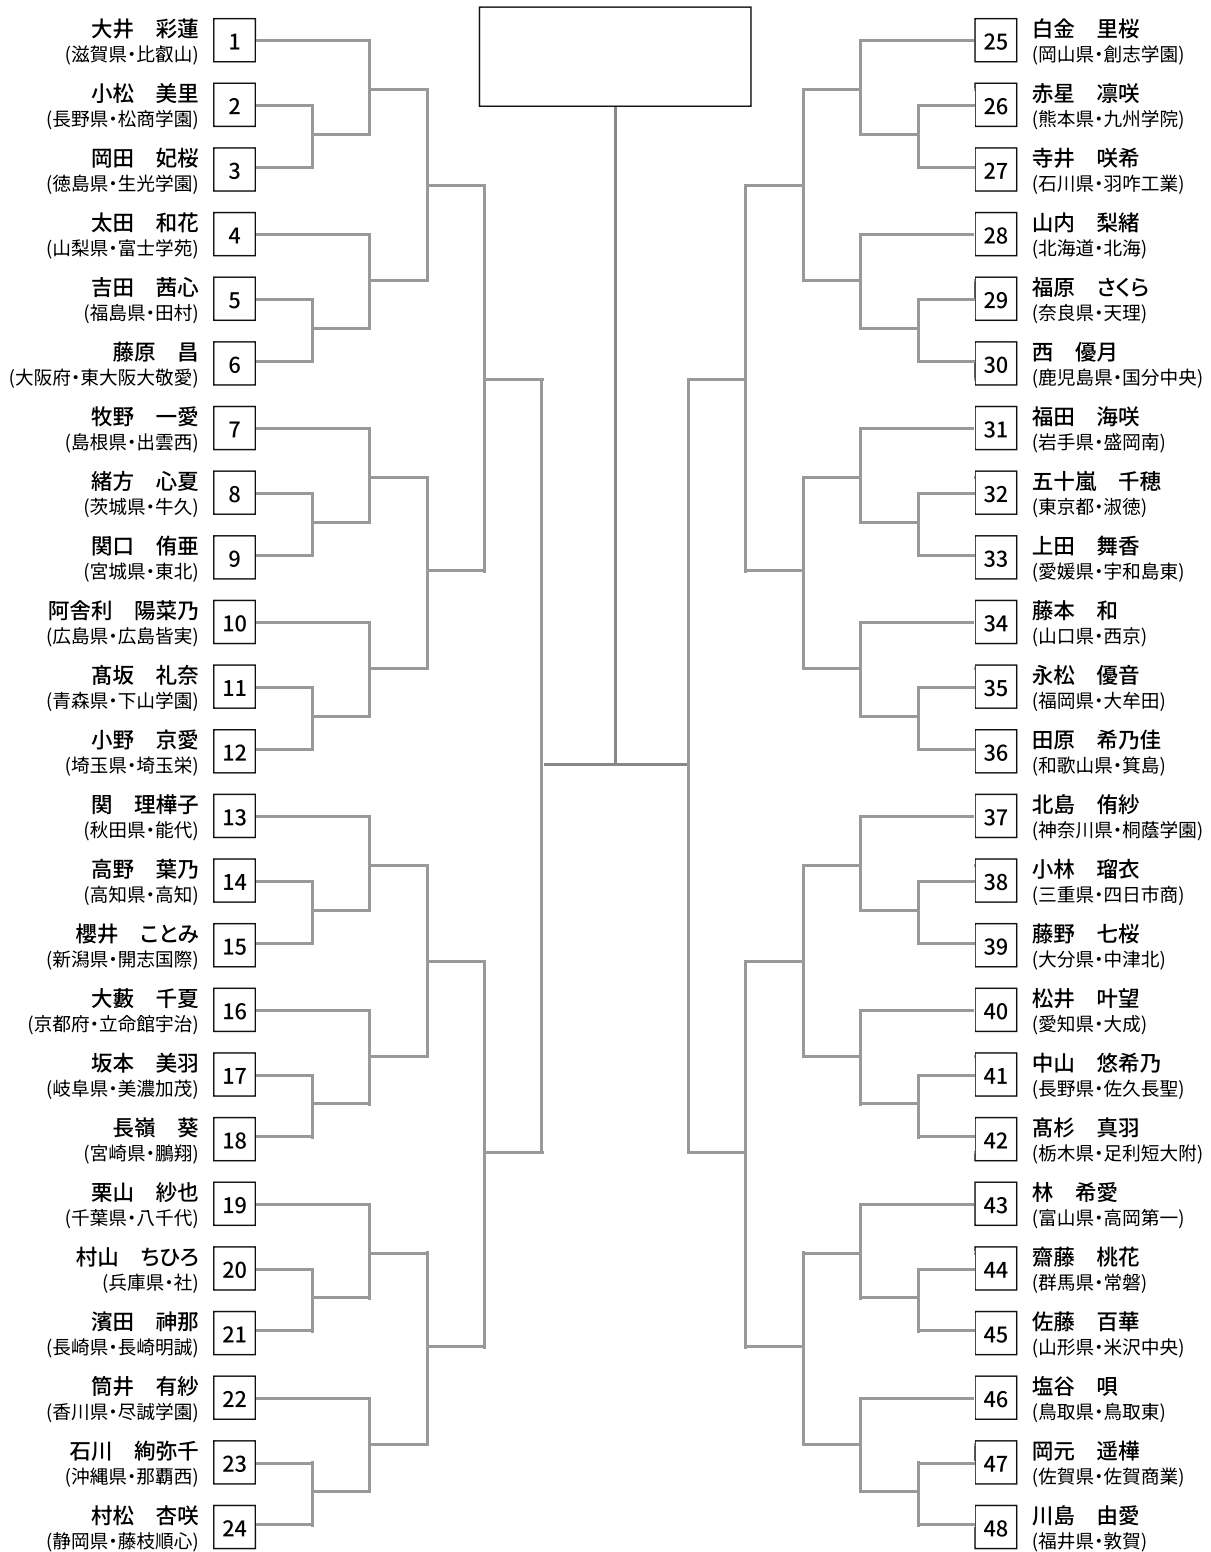 大井　彩蓮
(滋賀県・比叡山)
1
小松　美里
(長野県・松商学園)
2
岡田　妃桜
(徳島県・生光学園)
3
太田　和花
(山梨県・富士学苑)
4
吉田　茜心
(福島県・田村)
5
藤原　昌
(大阪府・東大阪大敬愛)
6
牧野　一愛
(島根県・出雲西)
7
緒方　心夏
(茨城県・牛久)
8
関口　侑亜
(宮城県・東北)
9
阿舎利　陽菜乃
(広島県・広島皆実)
10
髙坂　礼奈
(青森県・下山学園)
11
小野　京愛
(埼玉県・埼玉栄)
12
関　理樺子
(秋田県・能代)
13
高野　葉乃
(高知県・高知)
14
櫻井　ことみ
(新潟県・開志国際)
15
大藪　千夏
(京都府・立命館宇治)
16
坂本　美羽
(岐阜県・美濃加茂)
17
長嶺　葵
(宮崎県・鵬翔)
18
栗山　紗也
(千葉県・八千代)
19
村山　ちひろ
(兵庫県・社)
20
濱田　神那
(長崎県・長崎明誠)
21
筒井　有紗
(香川県・尽誠学園)
22
石川　絢弥千
(沖縄県・那覇西)
23
村松　杏咲
(静岡県・藤枝順心)
24
25
白金　里桜
(岡山県・創志学園)
26
赤星　凛咲
(熊本県・九州学院)
27
寺井　咲希
(石川県・羽咋工業)
28
山内　梨緒
(北海道・北海)
29
福原　さくら
(奈良県・天理)
30
西　優月
(鹿児島県・国分中央)
31
福田　海咲
(岩手県・盛岡南)
32
五十嵐　千穂
(東京都・淑徳)
33
上田　舞香
(愛媛県・宇和島東)
34
藤本　和
(山口県・西京)
35
永松　優音
(福岡県・大牟田)
36
田原　希乃佳
(和歌山県・箕島)
37
北島　侑紗
(神奈川県・桐蔭学園)
38
小林　瑠衣
(三重県・四日市商)
39
藤野　七桜
(大分県・中津北)
40
松井　叶望
(愛知県・大成)
41
中山　悠希乃
(長野県・佐久長聖)
42
髙杉　真羽
(栃木県・足利短大附)
43
林　希愛
(富山県・高岡第一)
44
齋藤　桃花
(群馬県・常磐)
45
佐藤　百華
(山形県・米沢中央)
46
塩谷　唄
(鳥取県・鳥取東)
47
岡元　遥樺
(佐賀県・佐賀商業)
48
川島　由愛
(福井県・敦賀)